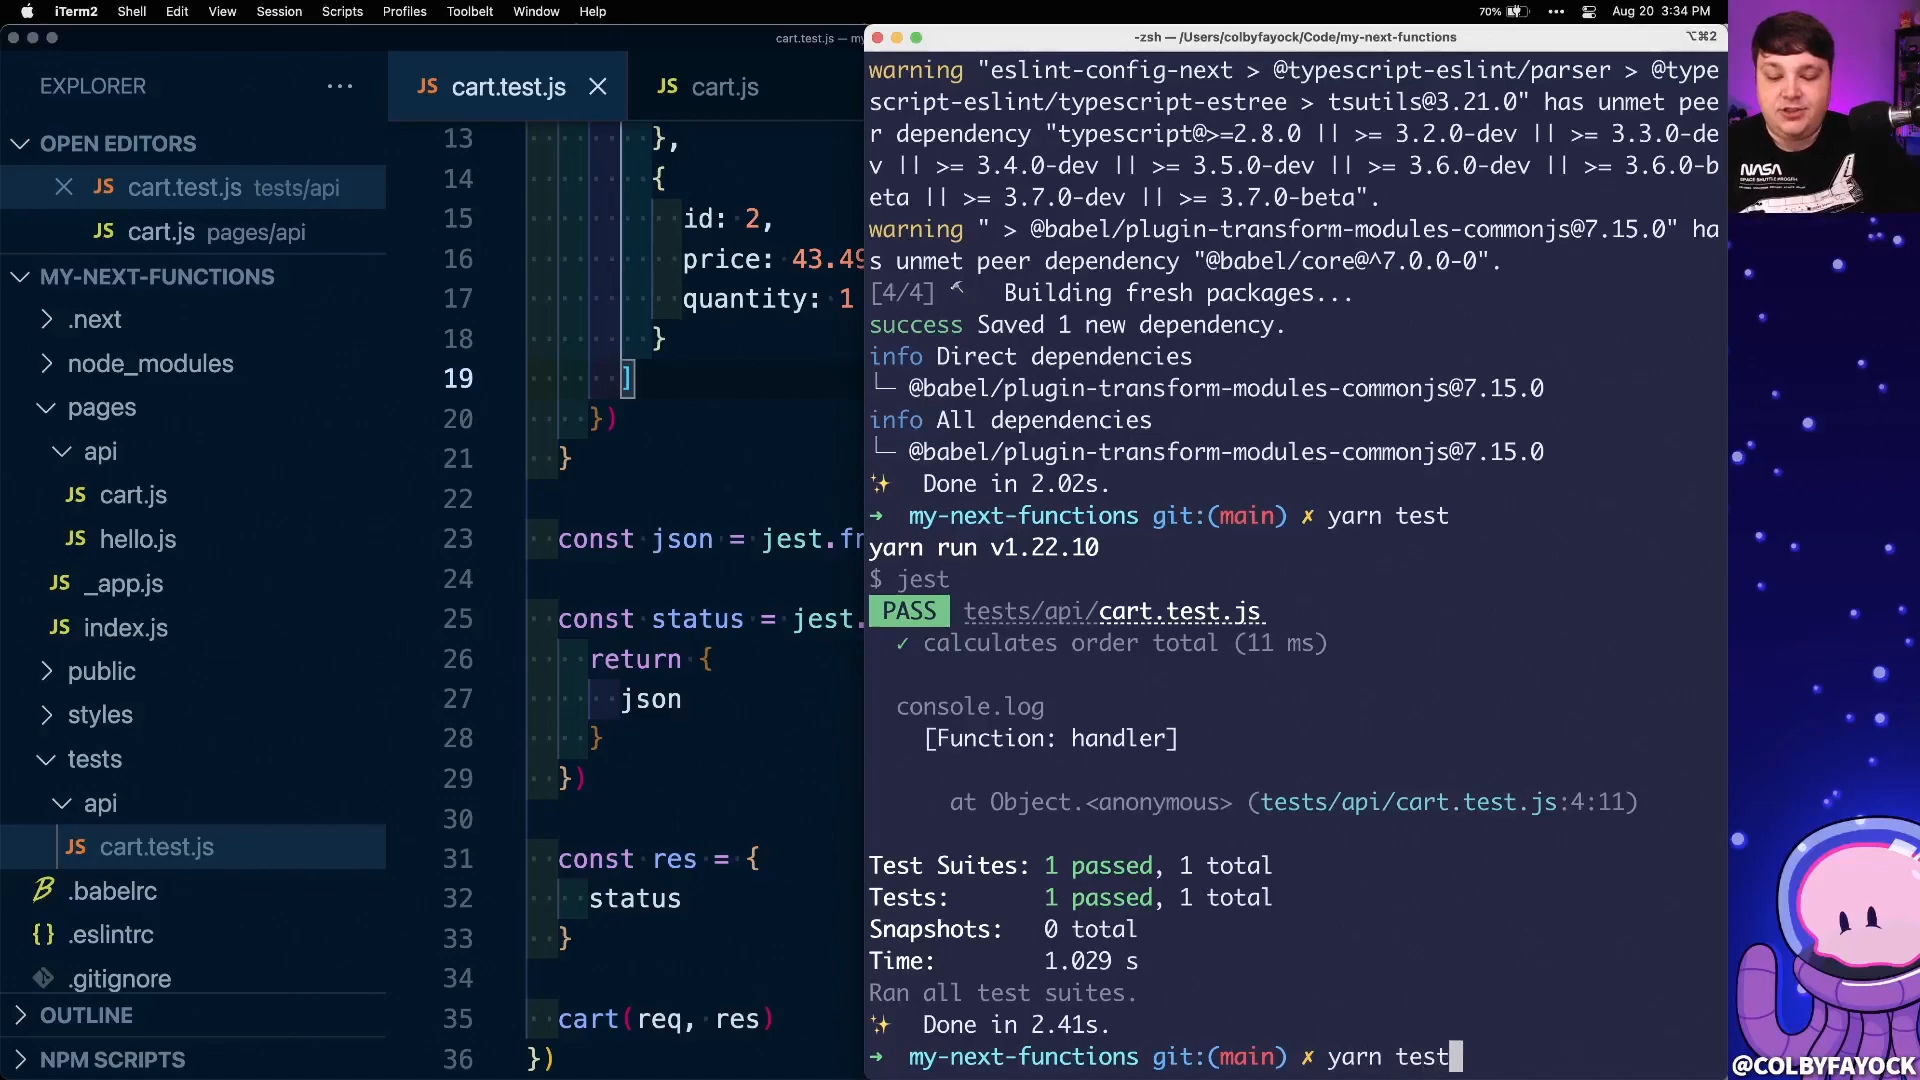 iTerm2 Shell Edit View Session Scripts Profiles Toolbelt Window Help
70% Aug 20 3:34 PM
cart.test.js — my
-zsh — /Users/colbyfayock/Code/my-next-functions
⌥⌘2
EXPLORER
OPEN EDITORS
JS cart.test.js tests/api
JS cart.js pages/api
MY-NEXT-FUNCTIONS
.next
node_modules
pages
api
JS cart.js
JS hello.js
JS _app.js
JS index.js
public
styles
tests
api
JS cart.test.js
.babelrc
{} .eslintrc
.gitignore
OUTLINE
NPM SCRIPTS
JS cart.test.js
JS cart.js
13 },
14 {
15 id: 2,
16 price: 43.49
17 quantity: 1
18 }
19 ]
20 })
21 }
22
23 const json = jest.fn
24
25 const status = jest.
26 return {
27 json
28 }
29 })
30
31 const res = {
32 status
33 }
34
35 cart(req, res)
36 })
warning "eslint-config-next > @typescript-eslint/parser > @type
script-eslint/typescript-estree > tsutils@3.21.0" has unmet pee
r dependency "typescript@>=2.8.0 || >= 3.2.0-dev || >= 3.3.0-de
v || >= 3.4.0-dev || >= 3.5.0-dev || >= 3.6.0-dev || >= 3.6.0-b
eta || >= 3.7.0-dev || >= 3.7.0-beta".
warning " > @babel/plugin-transform-modules-commonjs@7.15.0" ha
s unmet peer dependency "@babel/core@^7.0.0-0".
[4/4] Building fresh packages...
success Saved 1 new dependency.
info Direct dependencies
└─ @babel/plugin-transform-modules-commonjs@7.15.0
info All dependencies
└─ @babel/plugin-transform-modules-commonjs@7.15.0
✨ Done in 2.02s.
→ my-next-functions git:(main) ✗ yarn test
yarn run v1.22.10
$ jest
PASS tests/api/cart.test.js
✓ calculates order total (11 ms)
console.log
[Function: handler]
at Object.<anonymous> (tests/api/cart.test.js:4:11)
Test Suites: 1 passed, 1 total
Tests: 1 passed, 1 total
Snapshots: 0 total
Time: 1.029 s
Ran all test suites.
✨ Done in 2.41s.
→ my-next-functions git:(main) ✗ yarn test
NASA
@COLBYFAYOCK